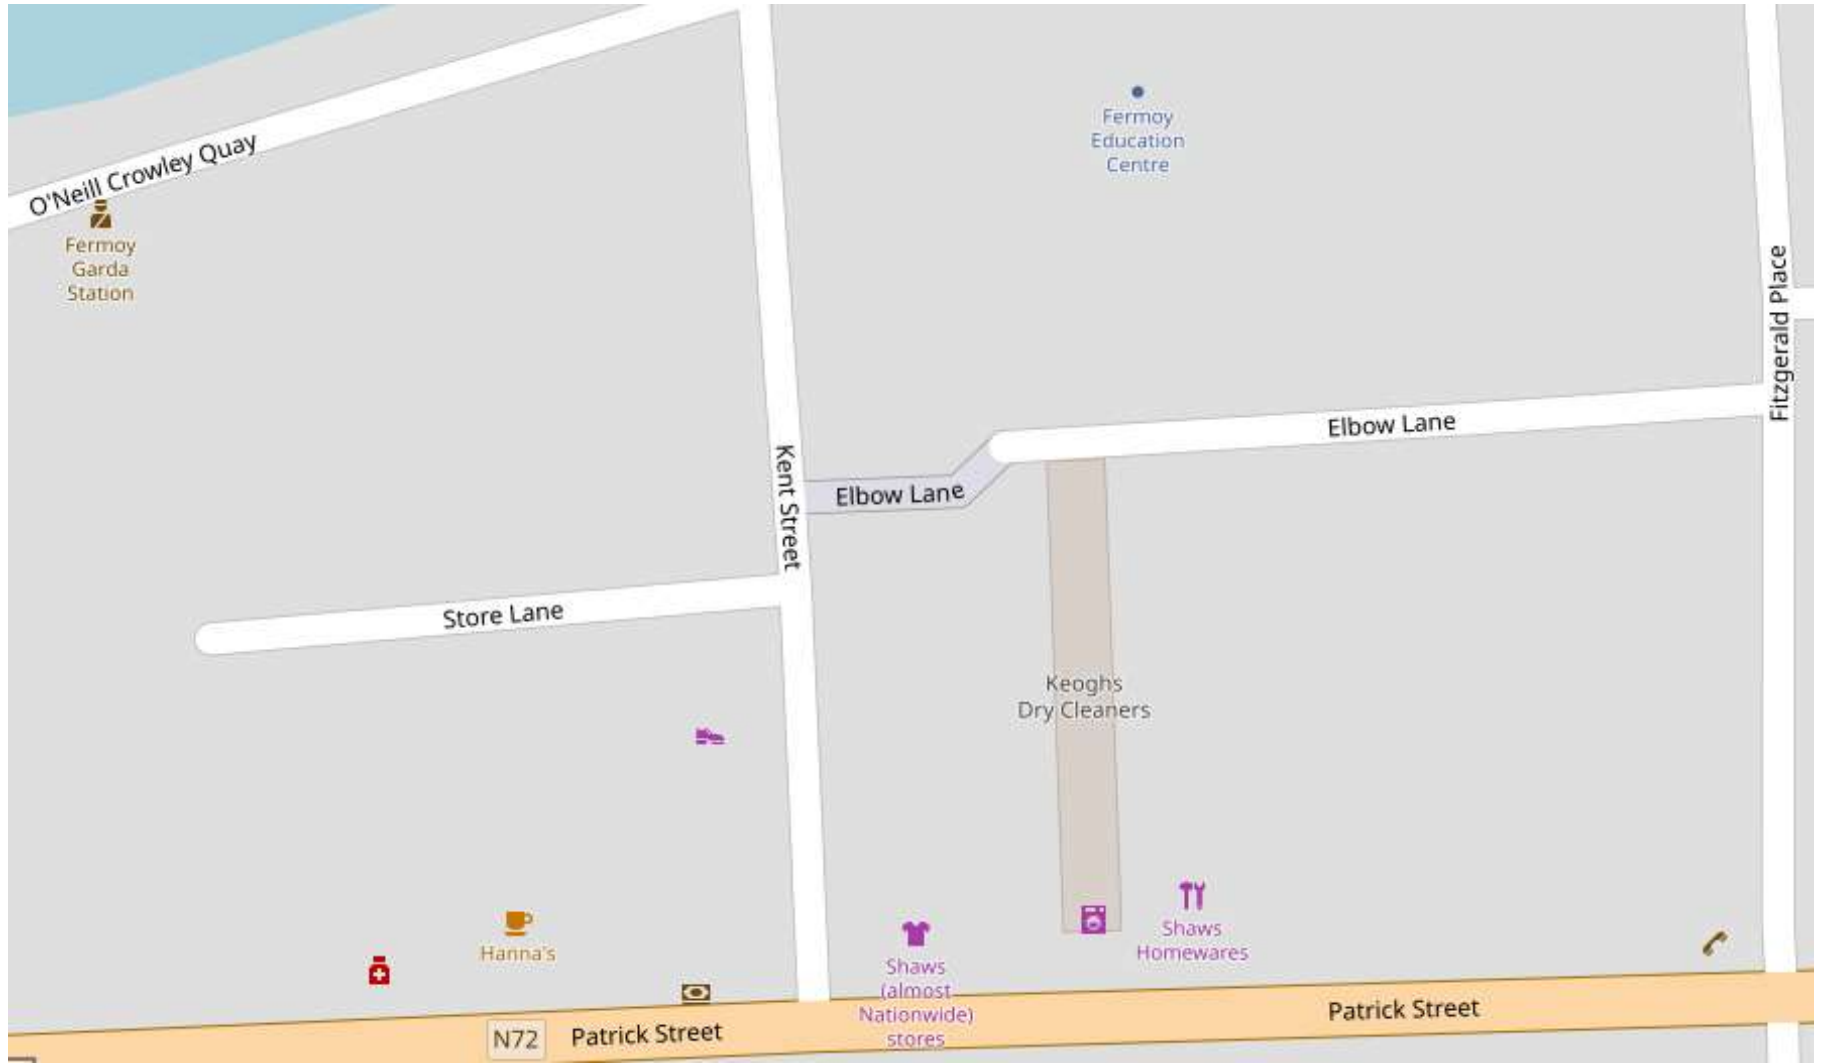 Fermoy
Education
Centre
O'Neill Crowley Quay
Fermoy
Garda
Station
Fitzgerald Place
Elbow Lane
Kent Street
Elbow Lane
Store Lane
Keoghs
Dry Cleaners
Hanna's
Shaws
Homewares
Shaws
(almost
Nationwide)
stores
Patrick Street
N72
Patrick Street